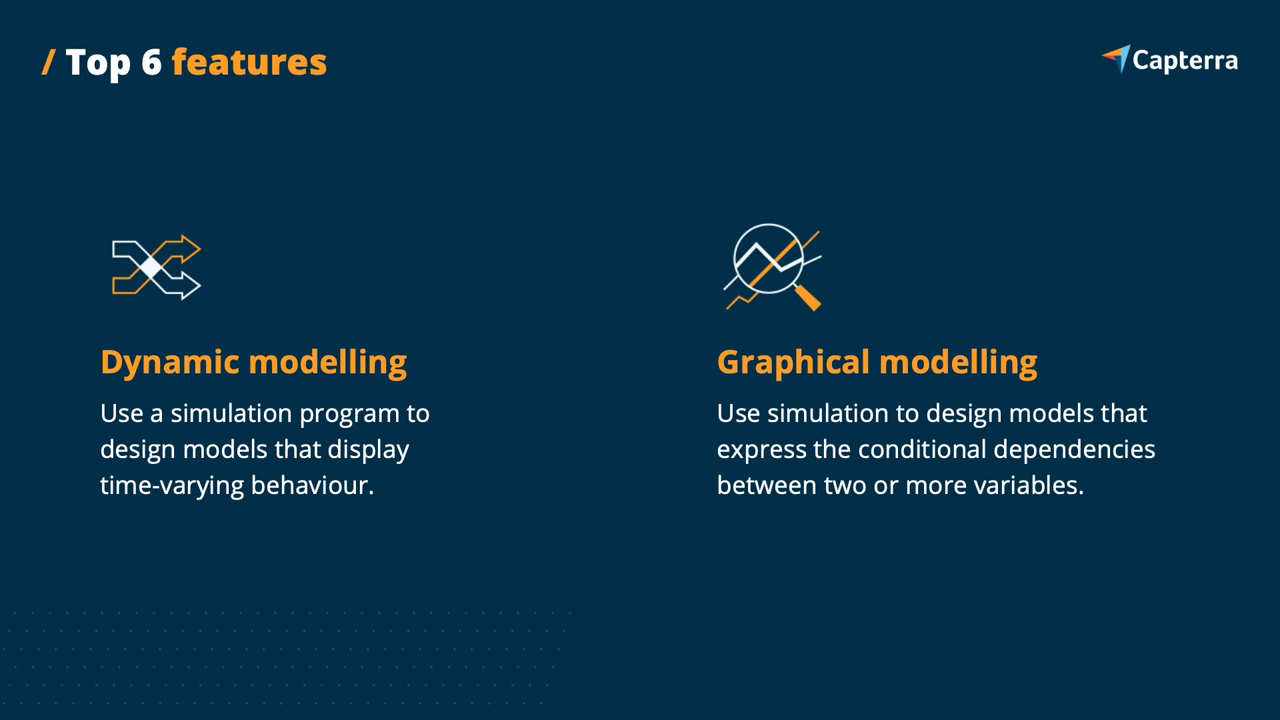 / Top 6 features
Capterra
Dynamic modelling
Use a simulation program to
design models that display
time-varying behaviour.
Graphical modelling
Use simulation to design models that
express the conditional dependencies
between two or more variables.